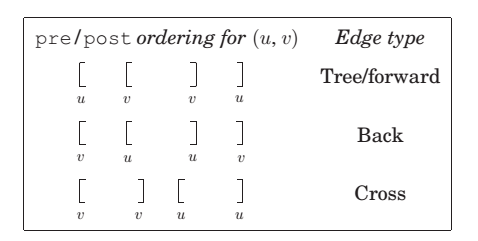 pre/post ordering for (u, v) Edge type
[ [ ] ] Tree/forward
u v v u
[ [ ] ] Back
v u u v
[ ] [ ] Cross
v v u u